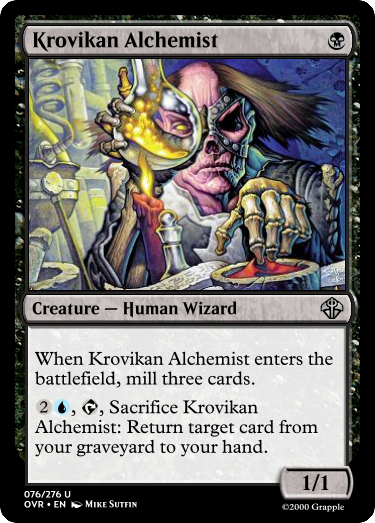 Krovikan Alchemist
Creature — Human Wizard
When Krovikan Alchemist enters the
battlefield, mill three cards.
2, , Sacrifice Krovikan
Alchemist: Return target card from
your graveyard to your hand.
1/1
076/276 U
OVR • EN Mike Sutfin
©2000 Grapple